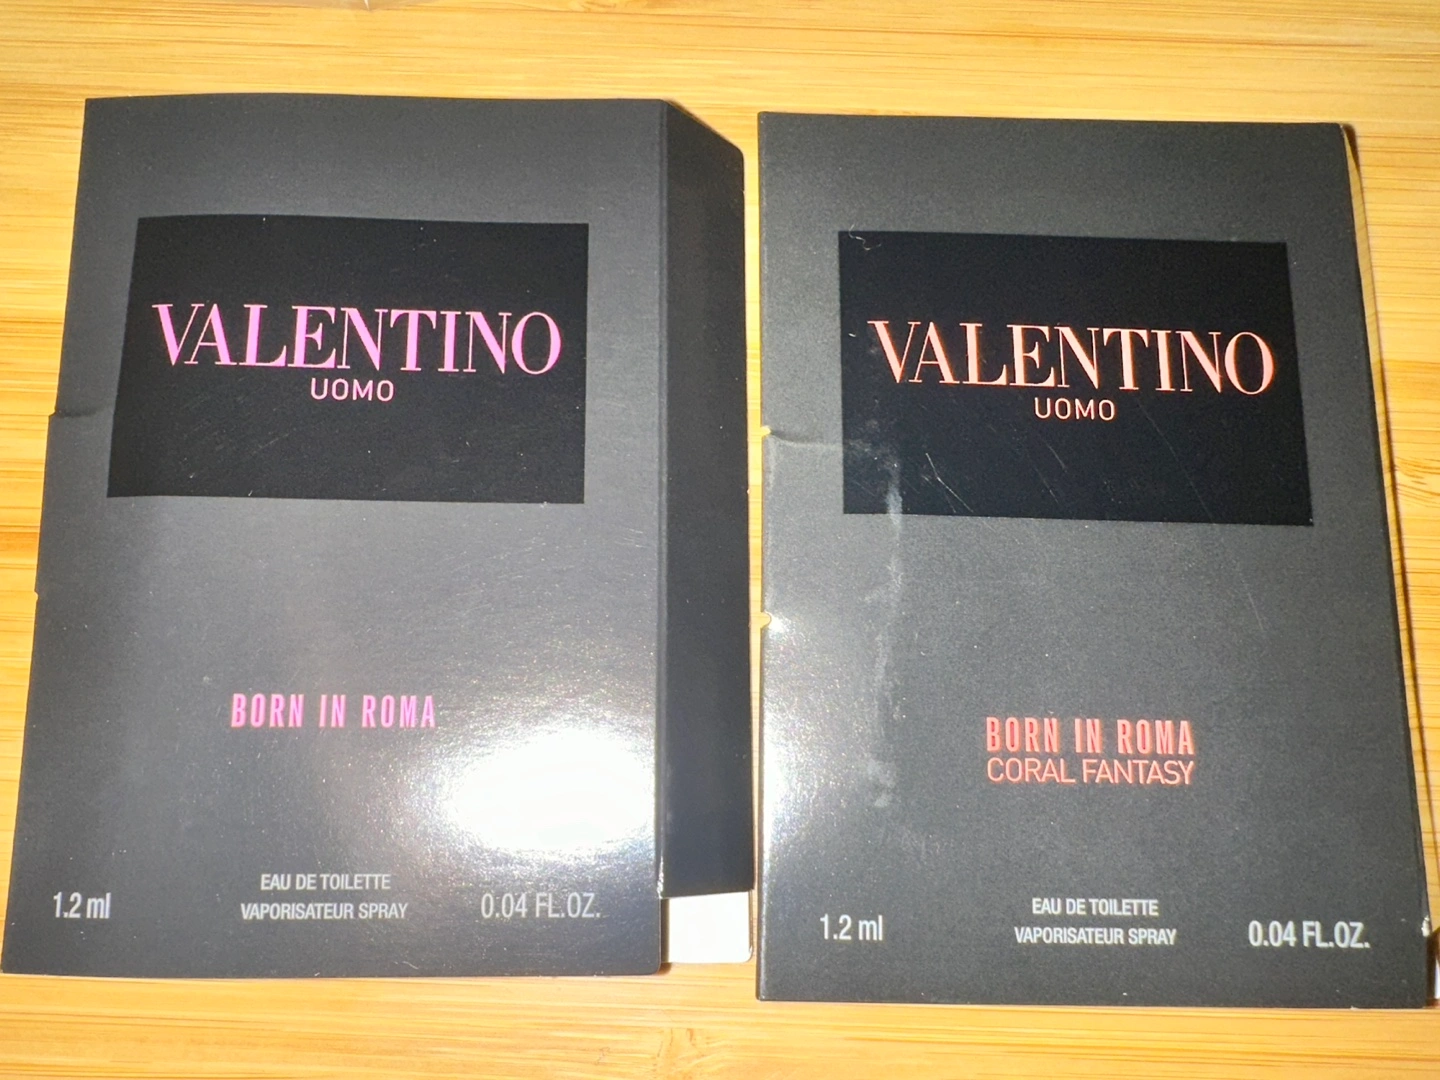 VALENTINO
UOMO
BORN IN ROMA
EAU DE TOILETTE
1.2 ml
VAPORISATEUR SPRAY
0.04 FL.OZ.
VALENTINO
UOMO
BORN IN ROMA
CORAL FANTASY
EAU DE TOILETTE
1.2 ml
VAPORISATEUR SPRAY
0.04 FL.OZ.